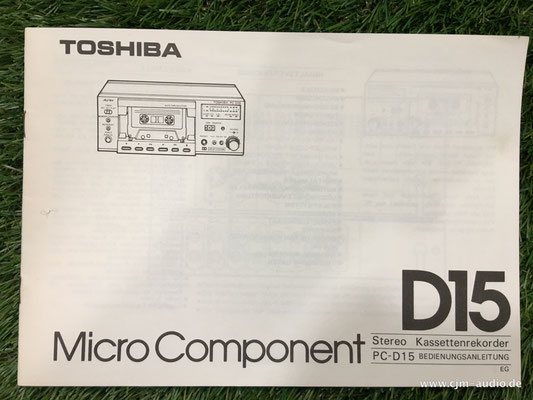 TOSHIBA
D15
Micro Component
Stereo Kassettenrekorder
PC-D15 BEDIENUNGSANLEITUNG
EG
www.cjm-audio.de